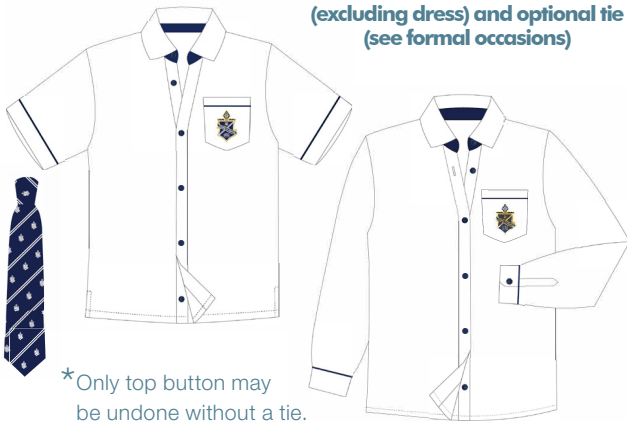 (excluding dress) and optional tie
(see formal occasions)
*Only top button may
be undone without a tie.